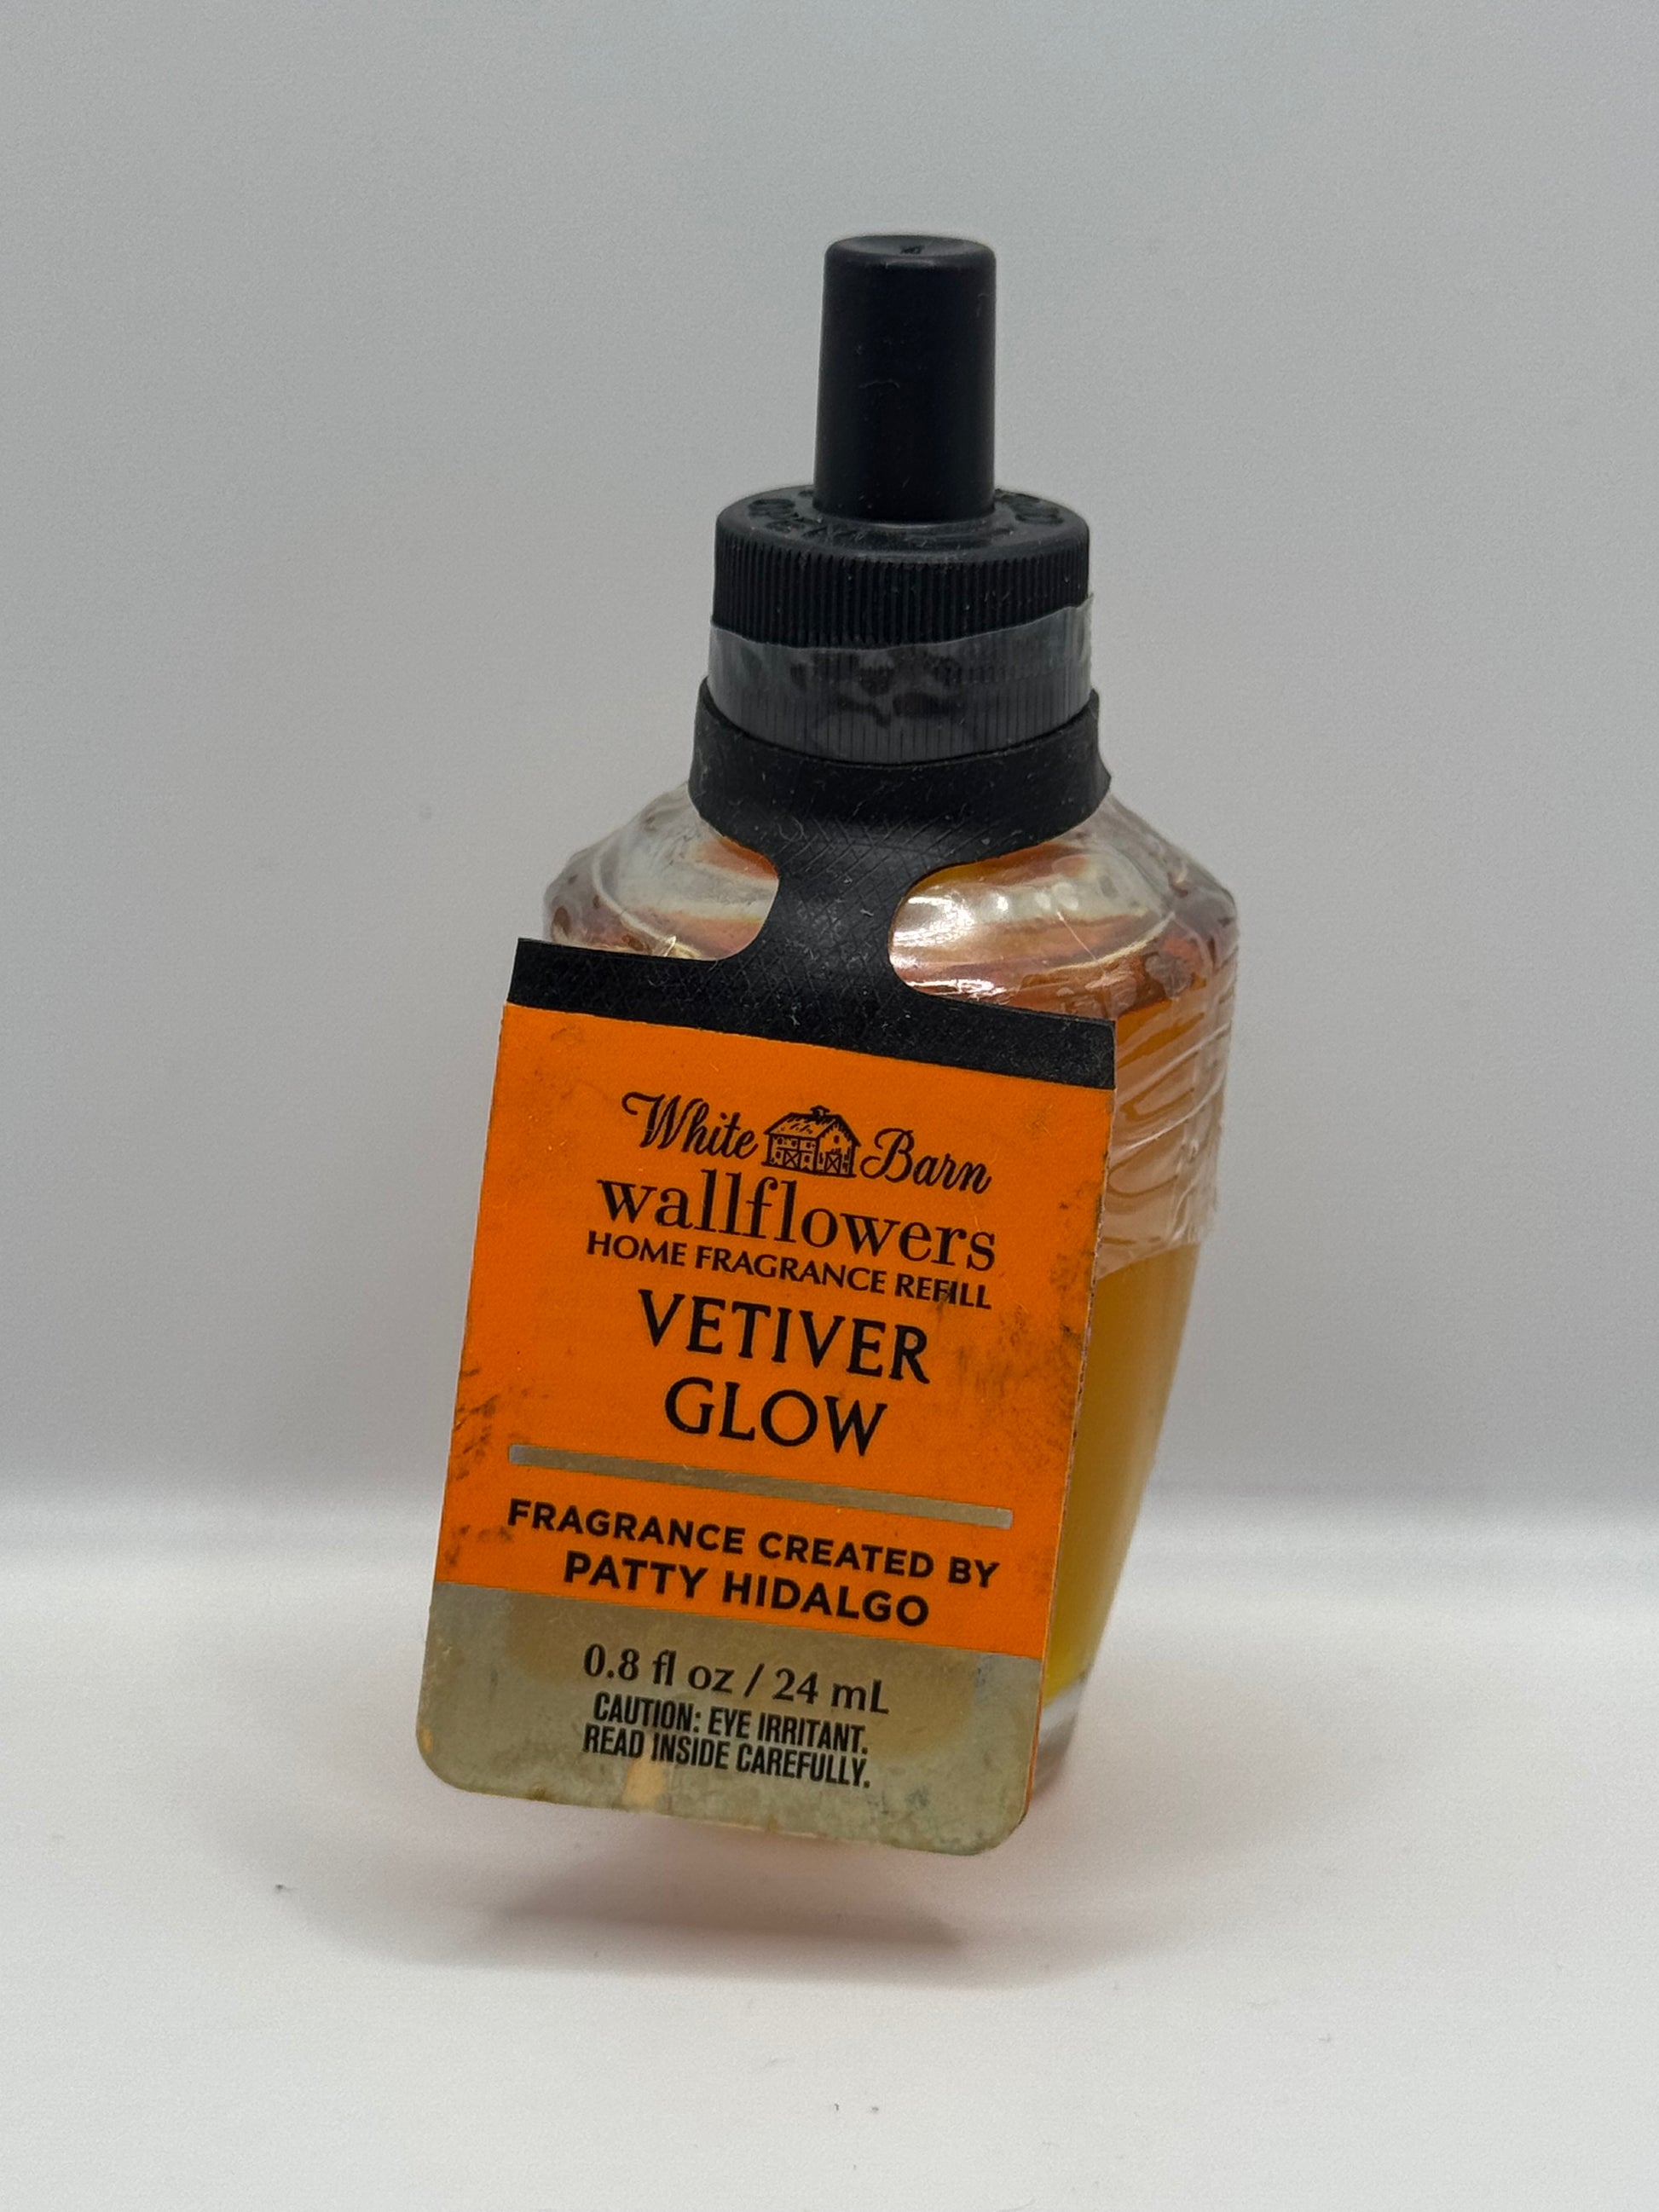 White Barn
wallflowers
HOME FRAGRANCE REFILL
VETIVER
GLOW
FRAGRANCE CREATED BY
PATTY HIDALGO
0.8 fl oz / 24 mL
CAUTION: EYE IRRITANT.
READ INSIDE CAREFULLY.